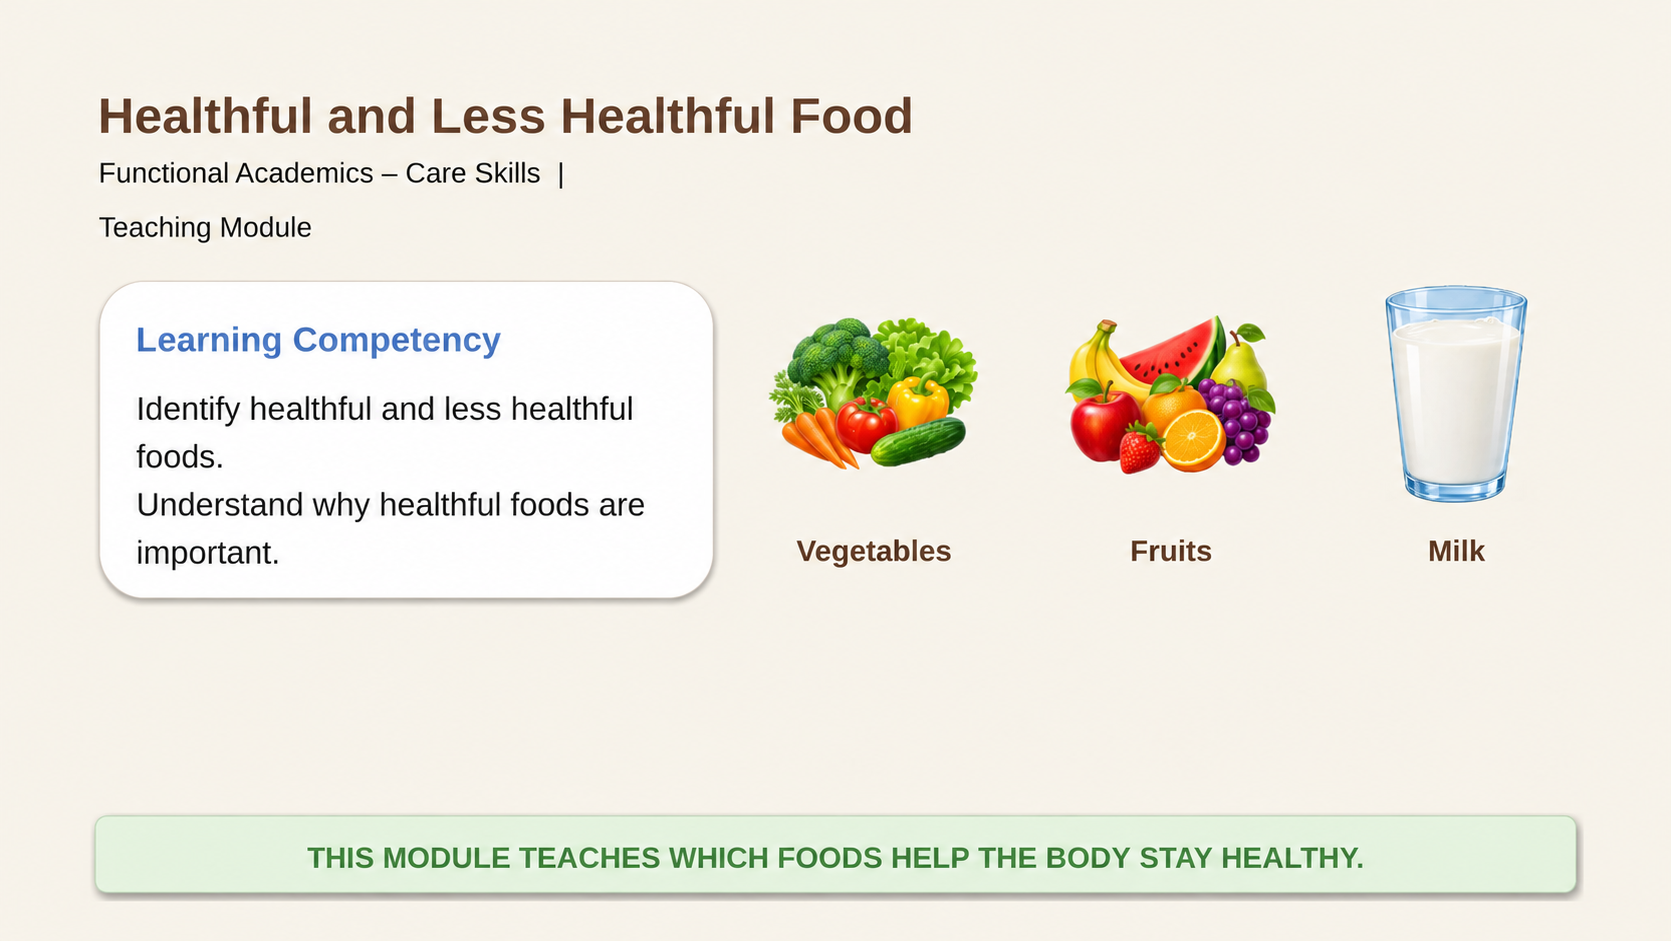 Healthful and Less Healthful Food
Functional Academics – Care Skills  |
Teaching Module
Learning Competency
Identify healthful and less healthful
foods.
Understand why healthful foods are
important.
Vegetables
Fruits
Milk
THIS MODULE TEACHES WHICH FOODS HELP THE BODY STAY HEALTHY.